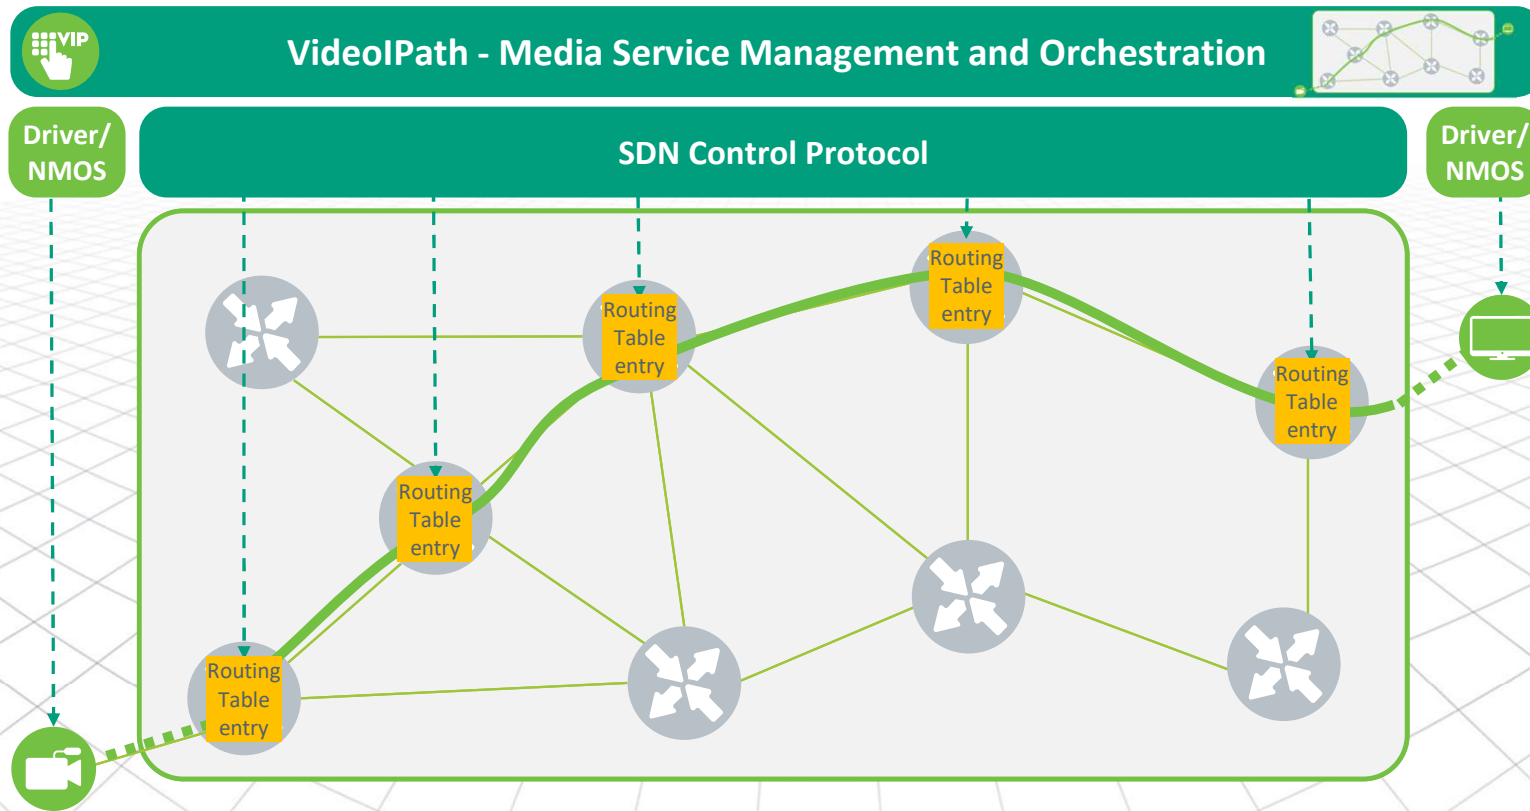 VIP
VideoIPath - Media Service Management and Orchestration
Driver/
NMOS
SDN Control Protocol
Driver/
NMOS
Routing
Table
entry
Routing
Table
entry
Routing
Table
entry
Routing
Table
entry
Routing
Table
entry